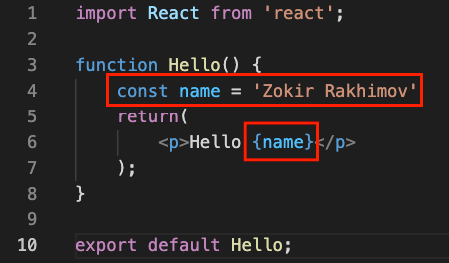 1 import React from 'react';
2
3 function Hello() {
4 const name = 'Zokir Rakhimov'
5 return(
6 <p>Hello {name}</p>
7 );
8 }
9
10 export default Hello;